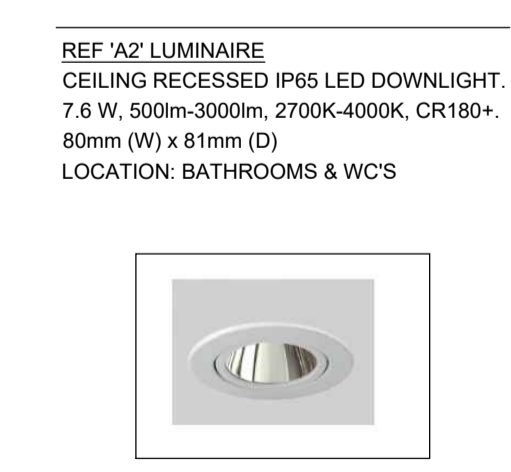 REF 'A2' LUMINAIRE
CEILING RECESSED IP65 LED DOWNLIGHT.
7.6 W, 500lm-3000lm, 2700K-4000K, CR180+.
80mm (W) x 81mm (D)
LOCATION: BATHROOMS & WC'S